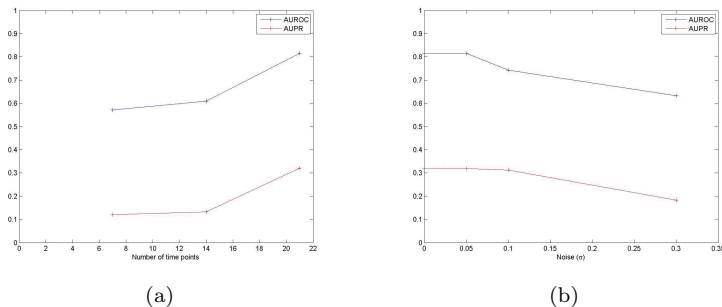 1
0.9
0.8
0.7
0.6
0.5
0.4
0.3
0.2
0.1
0
0 2 4 6 8 10 12 14 16 18 20 22
Number of time points
AUROC
AUPR
(a)
1
0.9
0.8
0.7
0.6
0.5
0.4
0.3
0.2
0.1
0
0 0.05 0.1 0.15 0.2 0.25 0.3 0.35
Noise (σ)
AUROC
AUPR
(b)